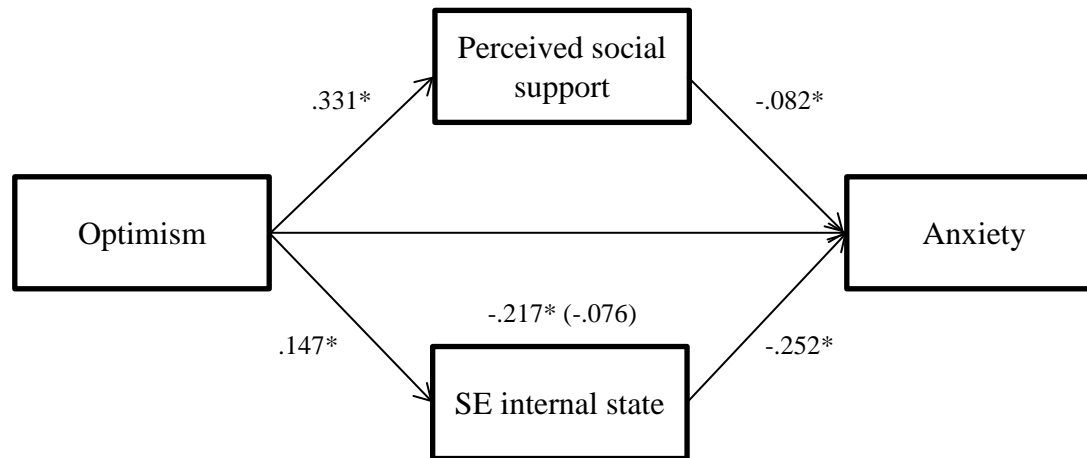 Perceived social
support
.331*
-.082*
Optimism
Anxiety
-.217* (-.076)
.147*
-.252*
SE internal state